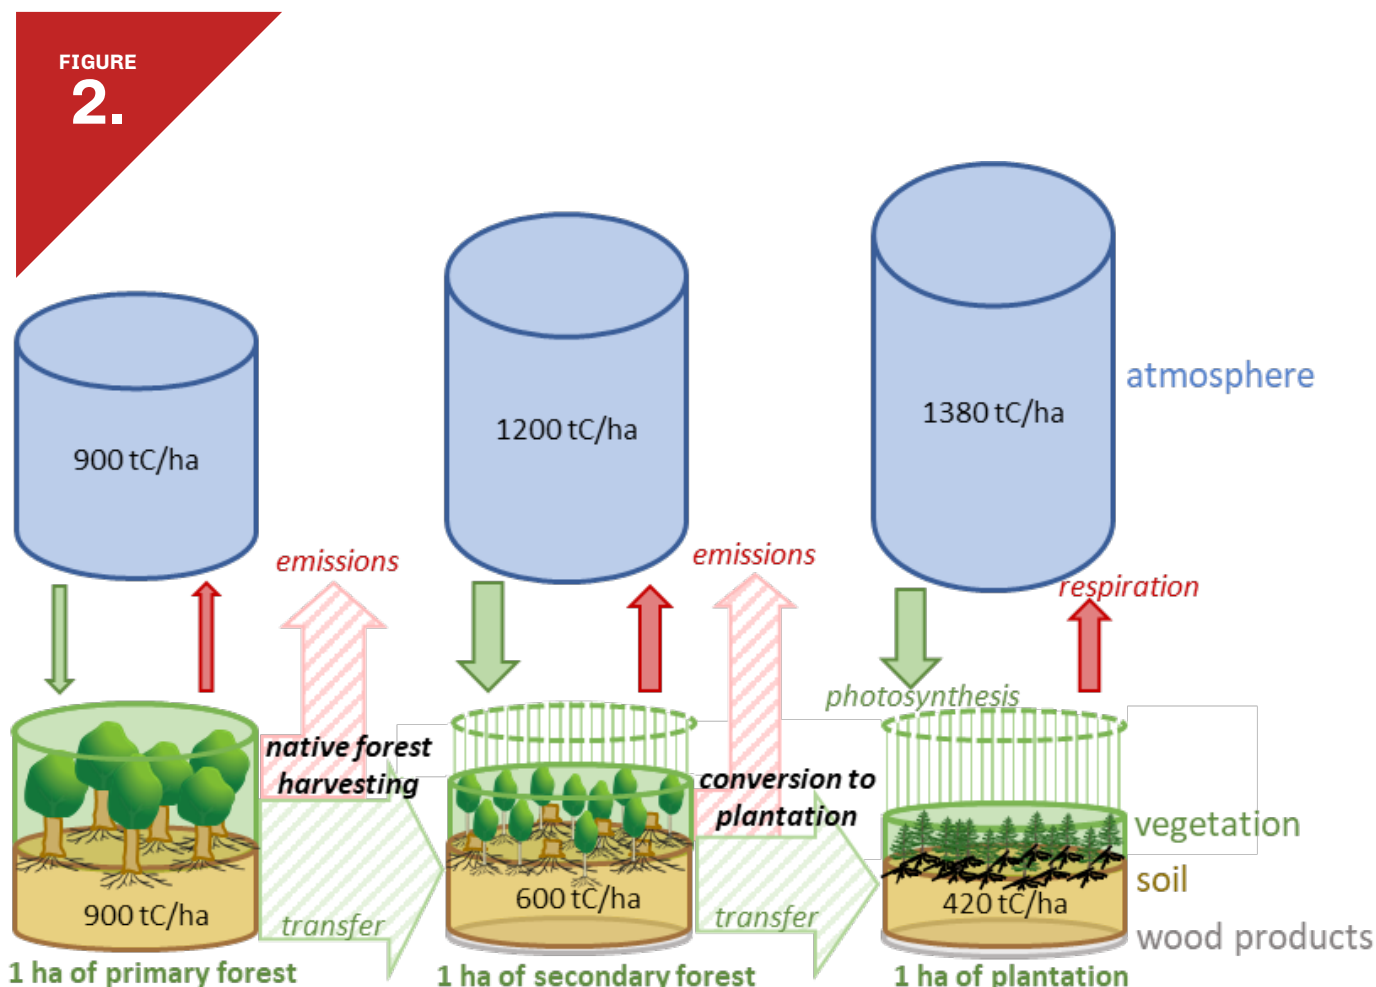 FIGURE
2.
900 tC/ha
1200 tC/ha
1380 tC/ha
atmosphere
emissions
emissions
respiration
photosynthesis
native forest
harvesting
conversion to
plantation
vegetation
soil
wood products
900 tC/ha
600 tC/ha
420 tC/ha
transfer
transfer
1 ha of primary forest
1 ha of secondary forest
1 ha of plantation